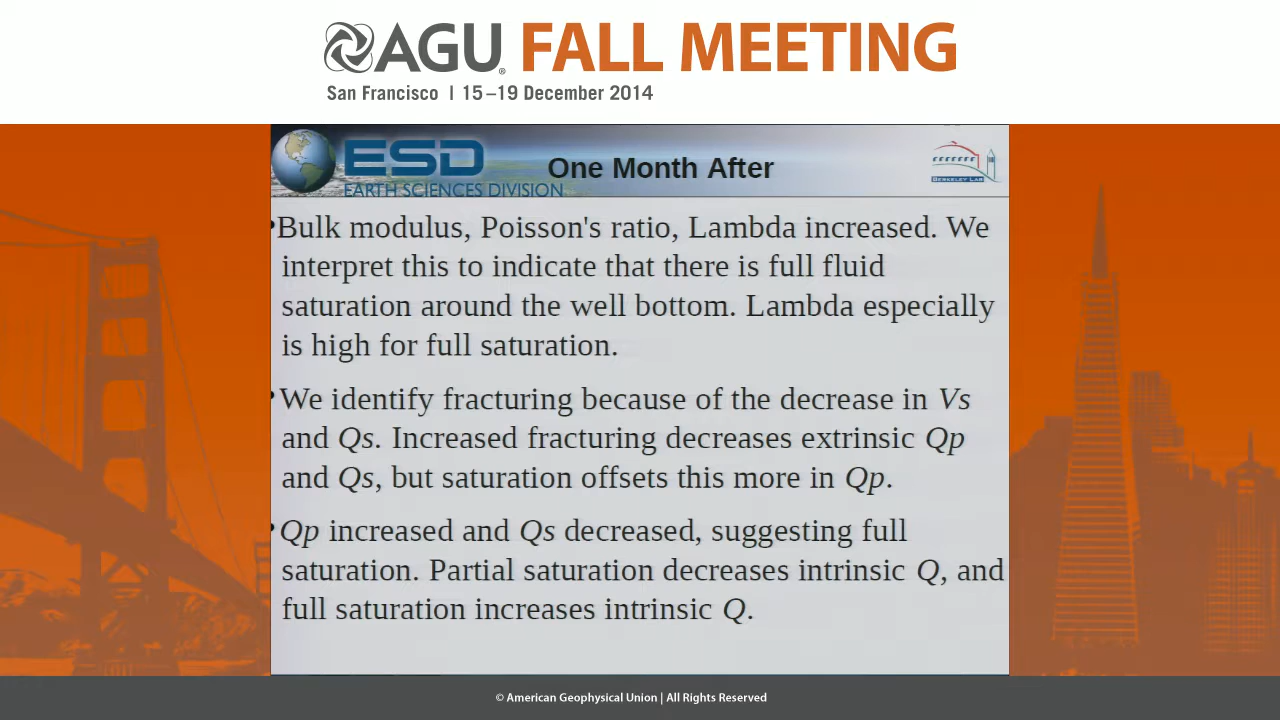 AGU® FALL MEETING
San Francisco | 15–19 December 2014
ESD
EARTH SCIENCES DIVISION
One Month After
BERKELEY LAB
•Bulk modulus, Poisson's ratio, Lambda increased. We
interpret this to indicate that there is full fluid
saturation around the well bottom. Lambda especially
is high for full saturation.
•We identify fracturing because of the decrease in Vs
and Qs. Increased fracturing decreases extrinsic Qp
and Qs, but saturation offsets this more in Qp.
•Qp increased and Qs decreased, suggesting full
saturation. Partial saturation decreases intrinsic Q, and
full saturation increases intrinsic Q.
© American Geophysical Union | All Rights Reserved